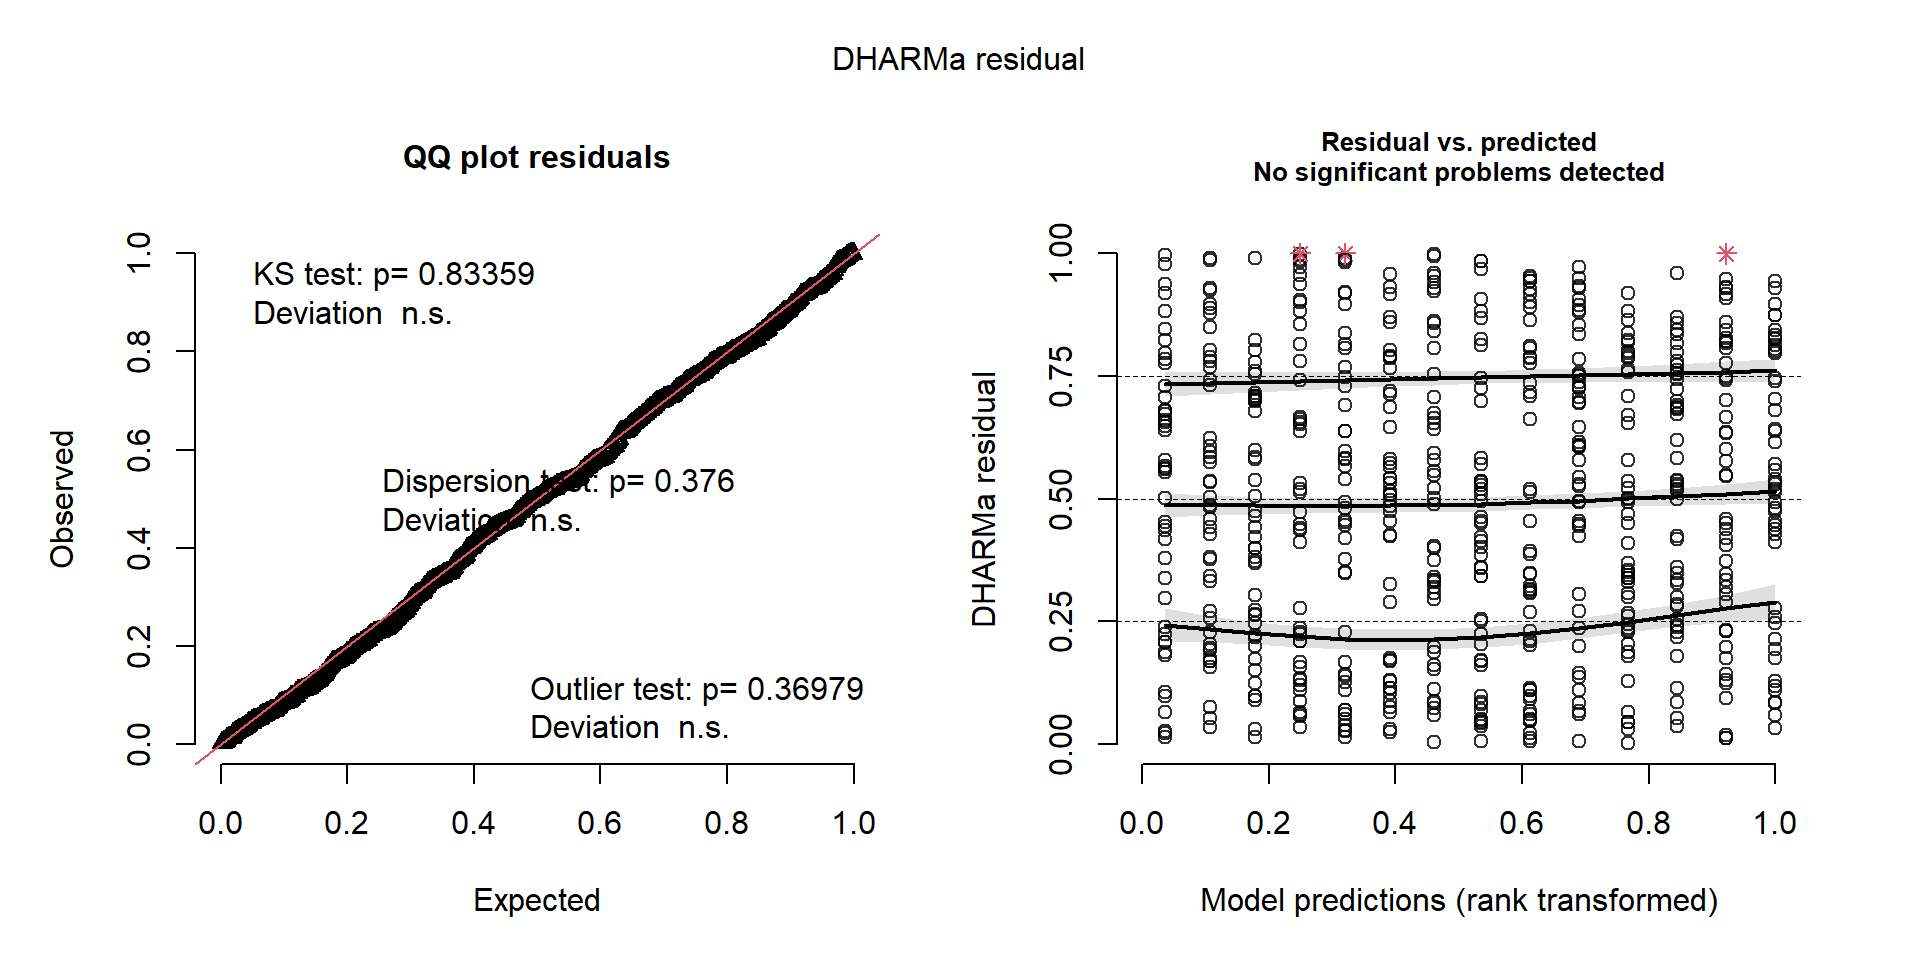 DHARMa residual
QQ plot residuals
KS test: p= 0.83359
Deviation  n.s.
Dispersion test: p= 0.376
Deviation  n.s.
Outlier test: p= 0.36979
Deviation  n.s.
Observed
0.0 0.2 0.4 0.6 0.8 1.0
0.0 0.2 0.4 0.6 0.8 1.0
Expected
Residual vs. predicted
No significant problems detected
DHARMa residual
0.00 0.25 0.50 0.75 1.00
0.0 0.2 0.4 0.6 0.8 1.0
Model predictions (rank transformed)